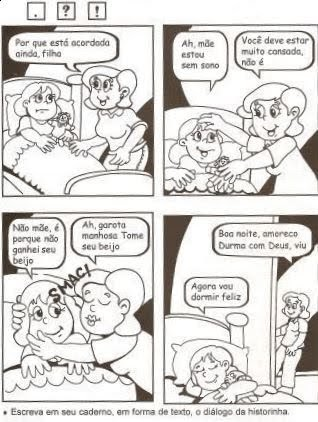 . ? !
Por que está acordada
ainda, filha
Ah, mãe
estou
sem sono
Você deve estar
muito cansada,
não é
Não mãe, é
porque não
ganhei seu
beijo
Ah, garota
manhosa Tome
seu beijo
SMAC!
Boa noite, amoreco
Durma com Deus, viu
Agora vou
dormir feliz
• Escreva em seu caderno, em forma de texto, o diálogo da historinha.